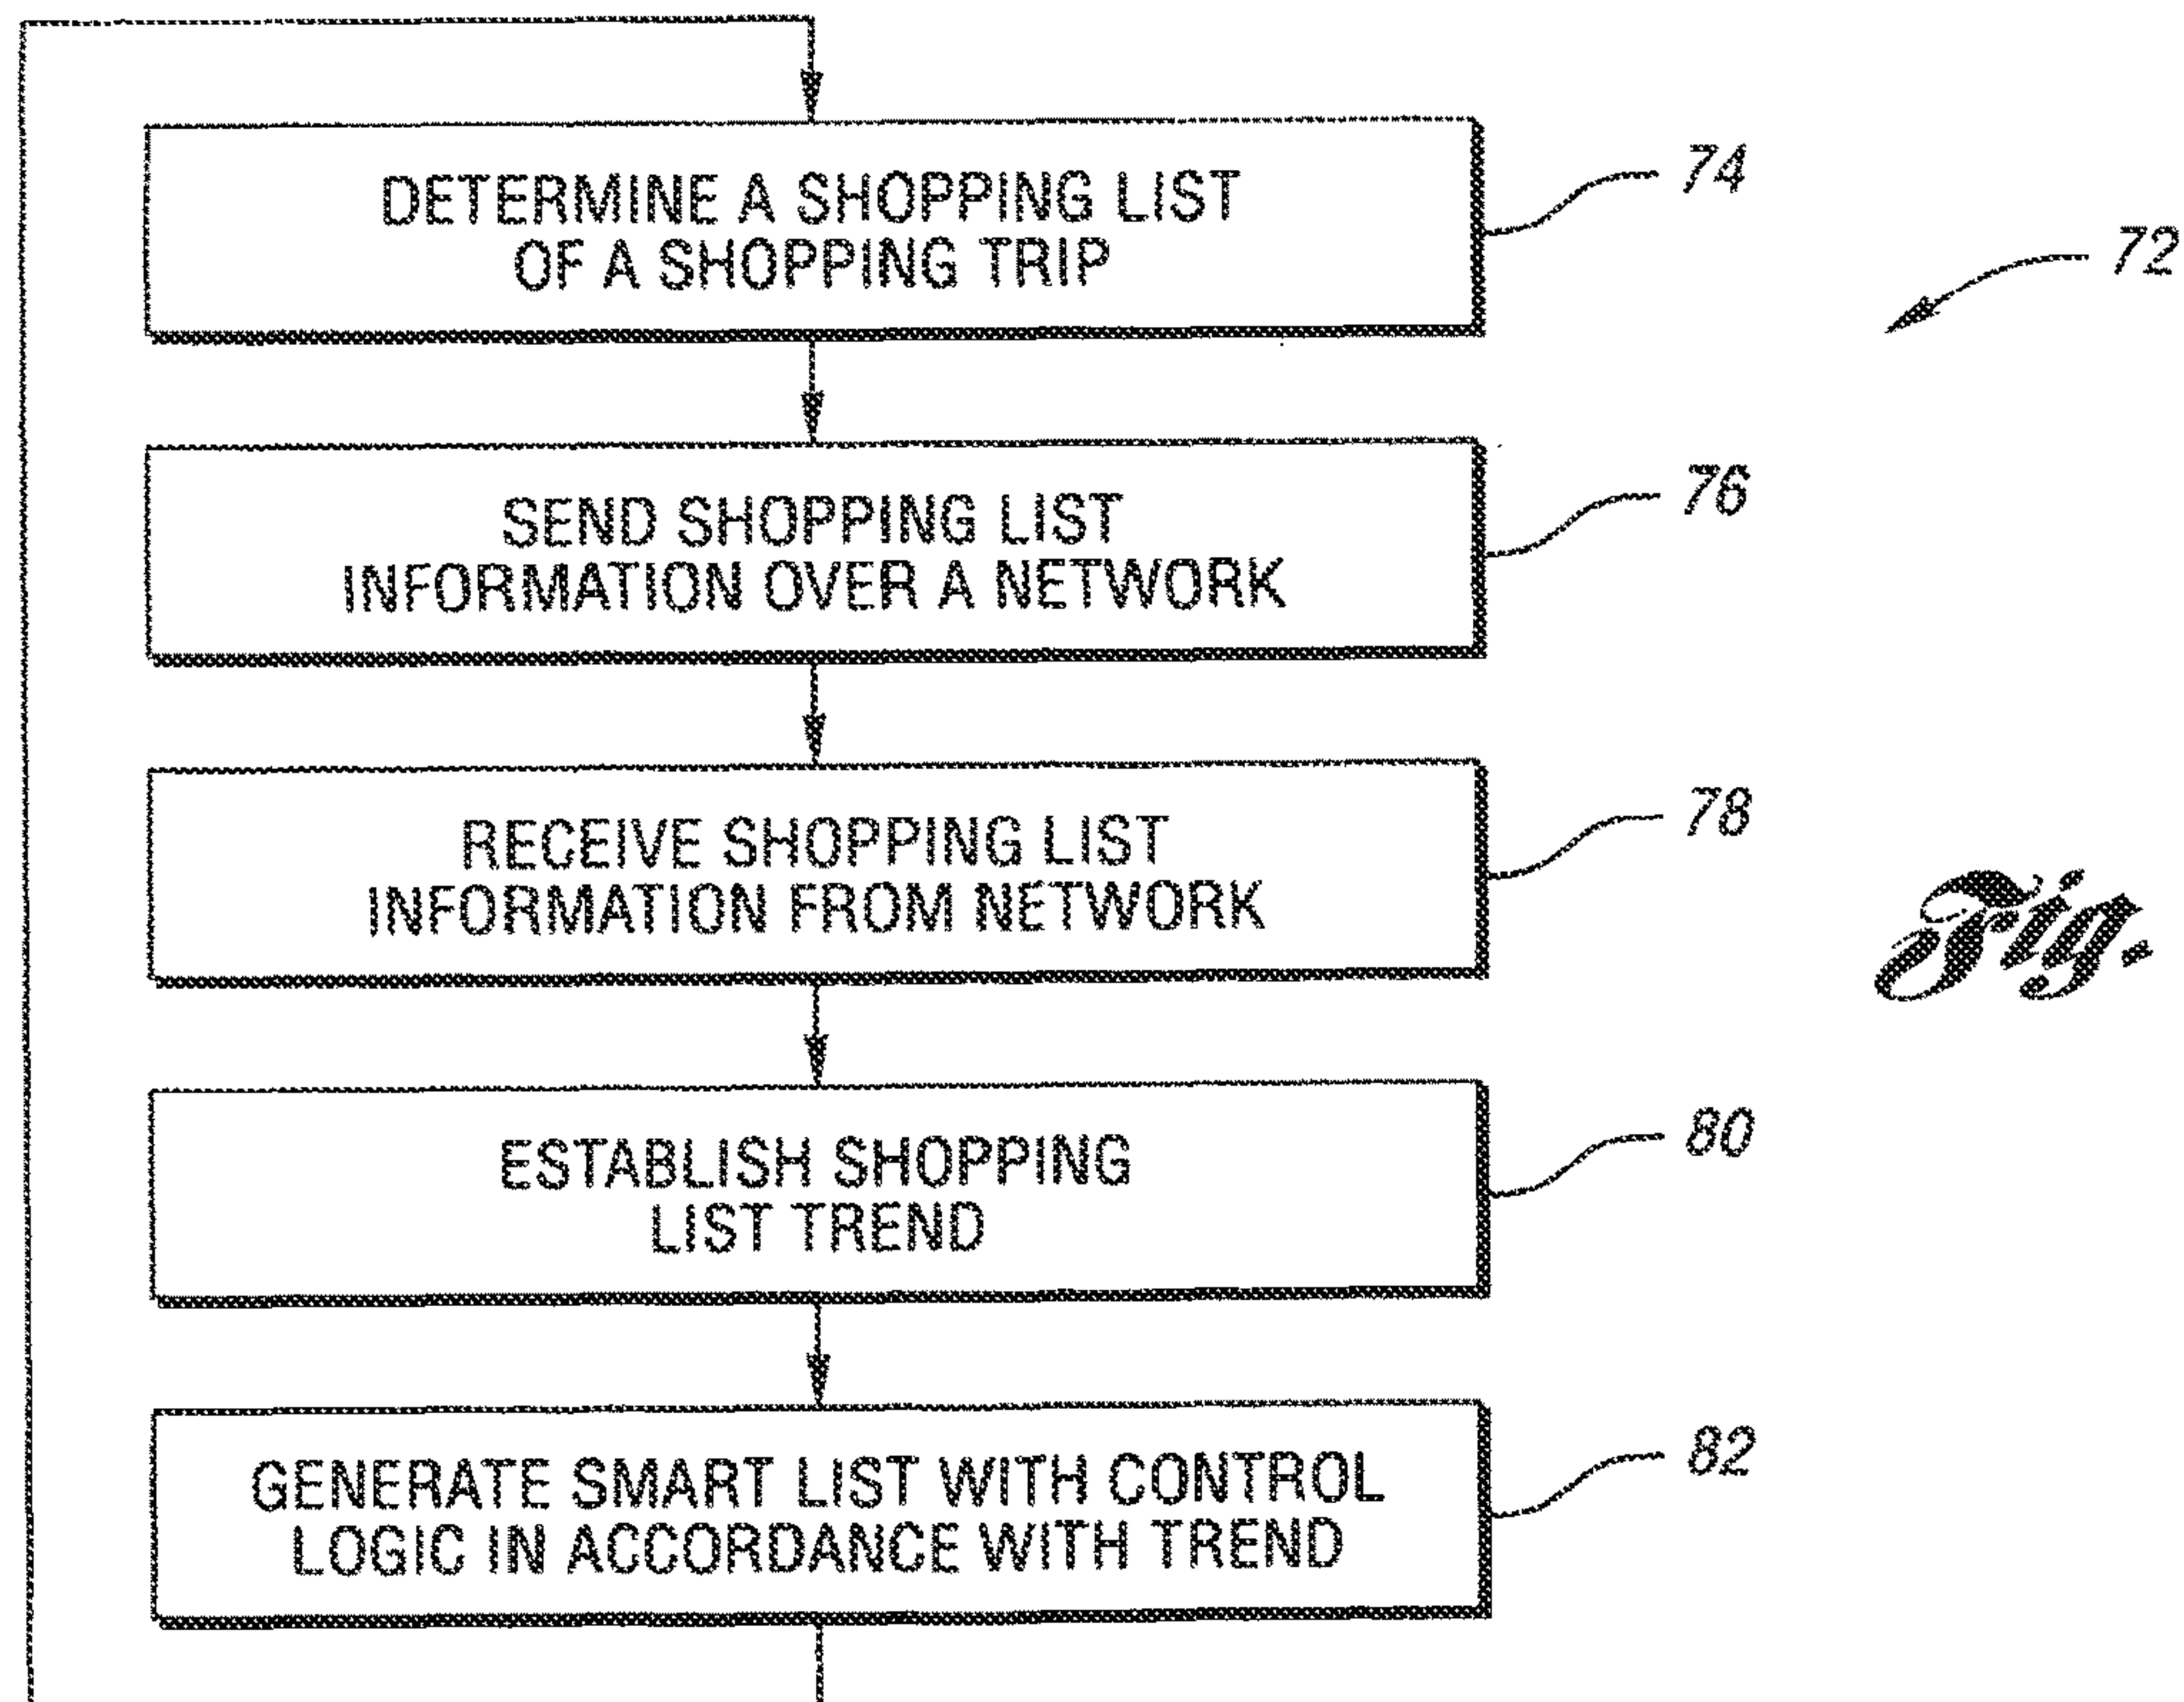 DETERMINE A SHOPPING LIST
OF A SHOPPING TRIP
74
72
SEND SHOPPING LIST
INFORMATION OVER A NETWORK
76
RECEIVE SHOPPING LIST
INFORMATION FROM NETWORK
78
Fig.
ESTABLISH SHOPPING
LIST TREND
80
GENERATE SMART LIST WITH CONTROL
LOGIC IN ACCORDANCE WITH TREND
82